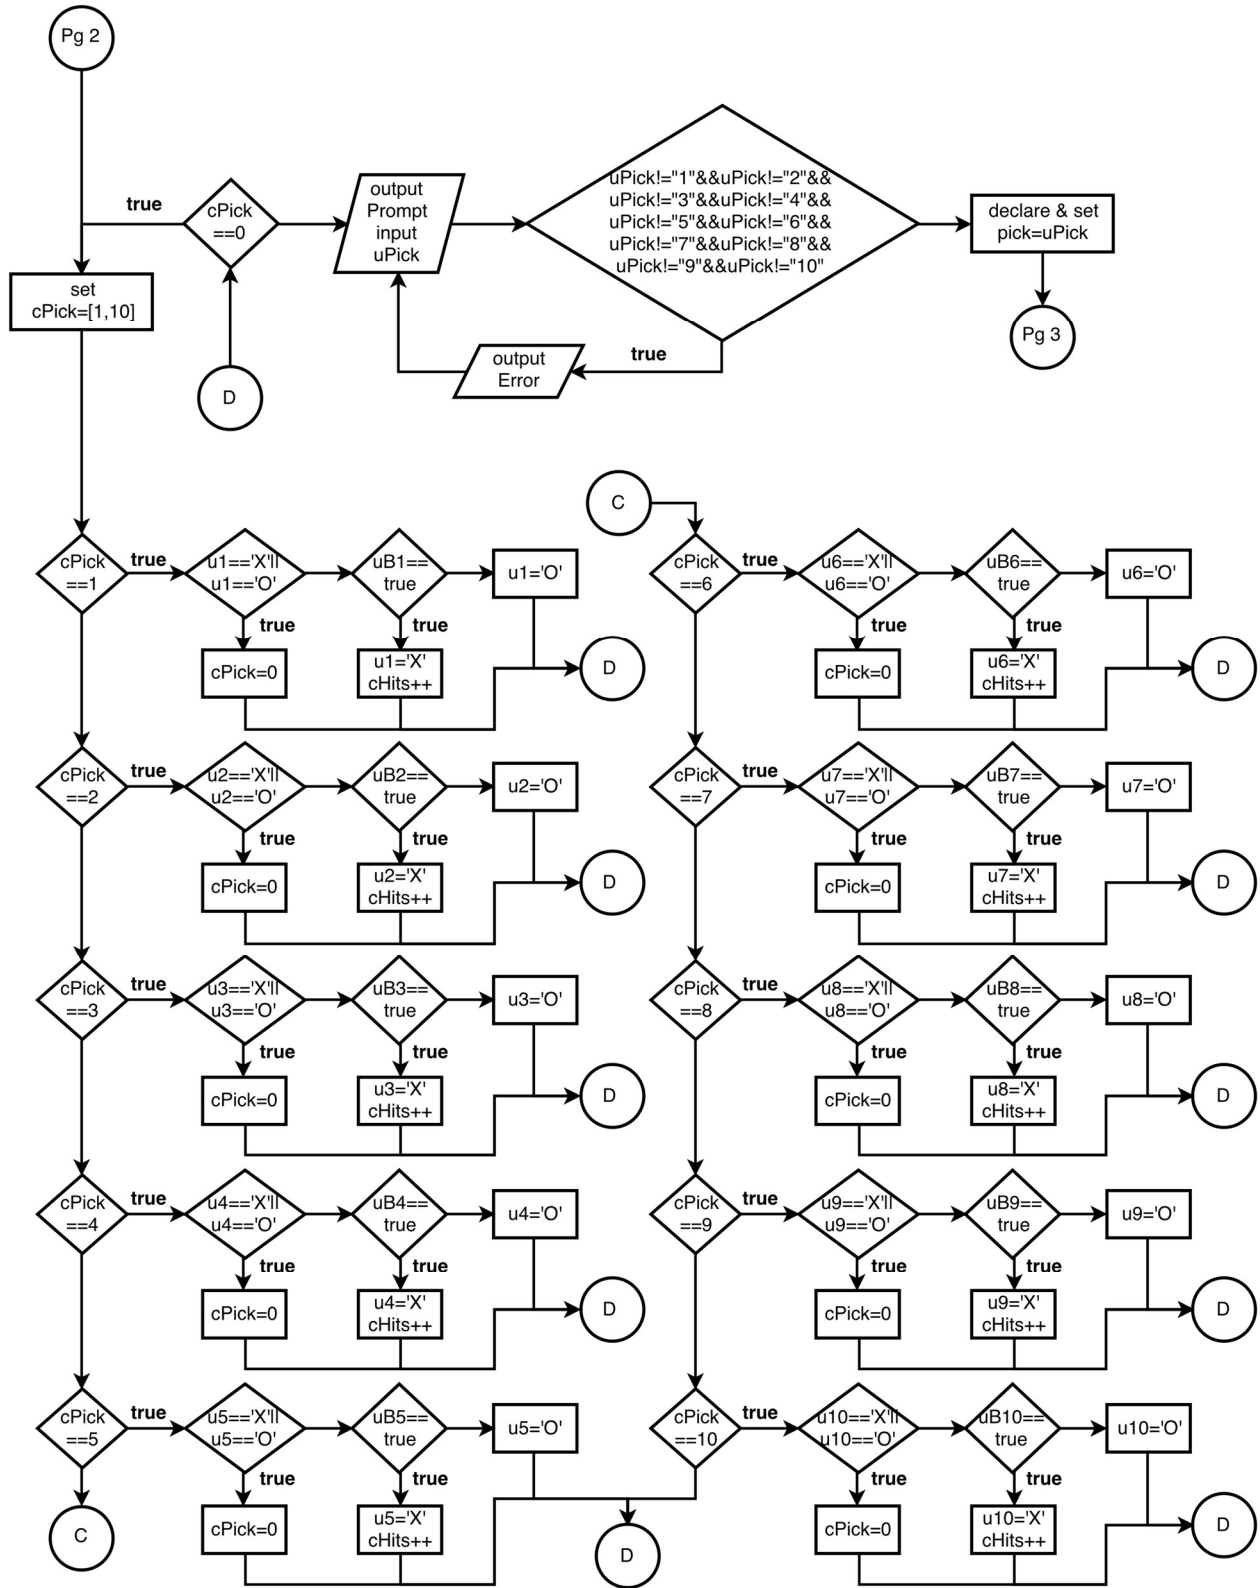 Pg 2
true
cPick
==0
output
Prompt
input
uPick
uPick!="1"&&uPick!="2"&&
uPick!="3"&&uPick!="4"&&
uPick!="5"&&uPick!="6"&&
uPick!="7"&&uPick!="8"&&
uPick!="9"&&uPick!="10"
declare & set
pick=uPick
set
cPick=[1,10]
Pg 3
output
Error
true
D
C
cPick
==1
true
u1=='X'||
u1=='O'
uB1==
true
u1='O'
true
true
cPick=0
u1='X'
cHits++
D
cPick
==2
true
u2=='X'||
u2=='O'
uB2==
true
u2='O'
true
true
cPick=0
u2='X'
cHits++
D
cPick
==3
true
u3=='X'||
u3=='O'
uB3==
true
u3='O'
true
true
cPick=0
u3='X'
cHits++
D
cPick
==4
true
u4=='X'||
u4=='O'
uB4==
true
u4='O'
true
true
cPick=0
u4='X'
cHits++
D
cPick
==5
true
u5=='X'||
u5=='O'
uB5==
true
u5='O'
true
true
cPick=0
u5='X'
cHits++
C
D
cPick
==6
true
u6=='X'||
u6=='O'
uB6==
true
u6='O'
true
true
cPick=0
u6='X'
cHits++
D
cPick
==7
true
u7=='X'||
u7=='O'
uB7==
true
u7='O'
true
true
cPick=0
u7='X'
cHits++
D
cPick
==8
true
u8=='X'||
u8=='O'
uB8==
true
u8='O'
true
true
cPick=0
u8='X'
cHits++
D
cPick
==9
true
u9=='X'||
u9=='O'
uB9==
true
u9='O'
true
true
cPick=0
u9='X'
cHits++
D
cPick
==10
true
u10=='X'||
u10=='O'
uB10==
true
u10='O'
true
true
cPick=0
u10='X'
cHits++
D